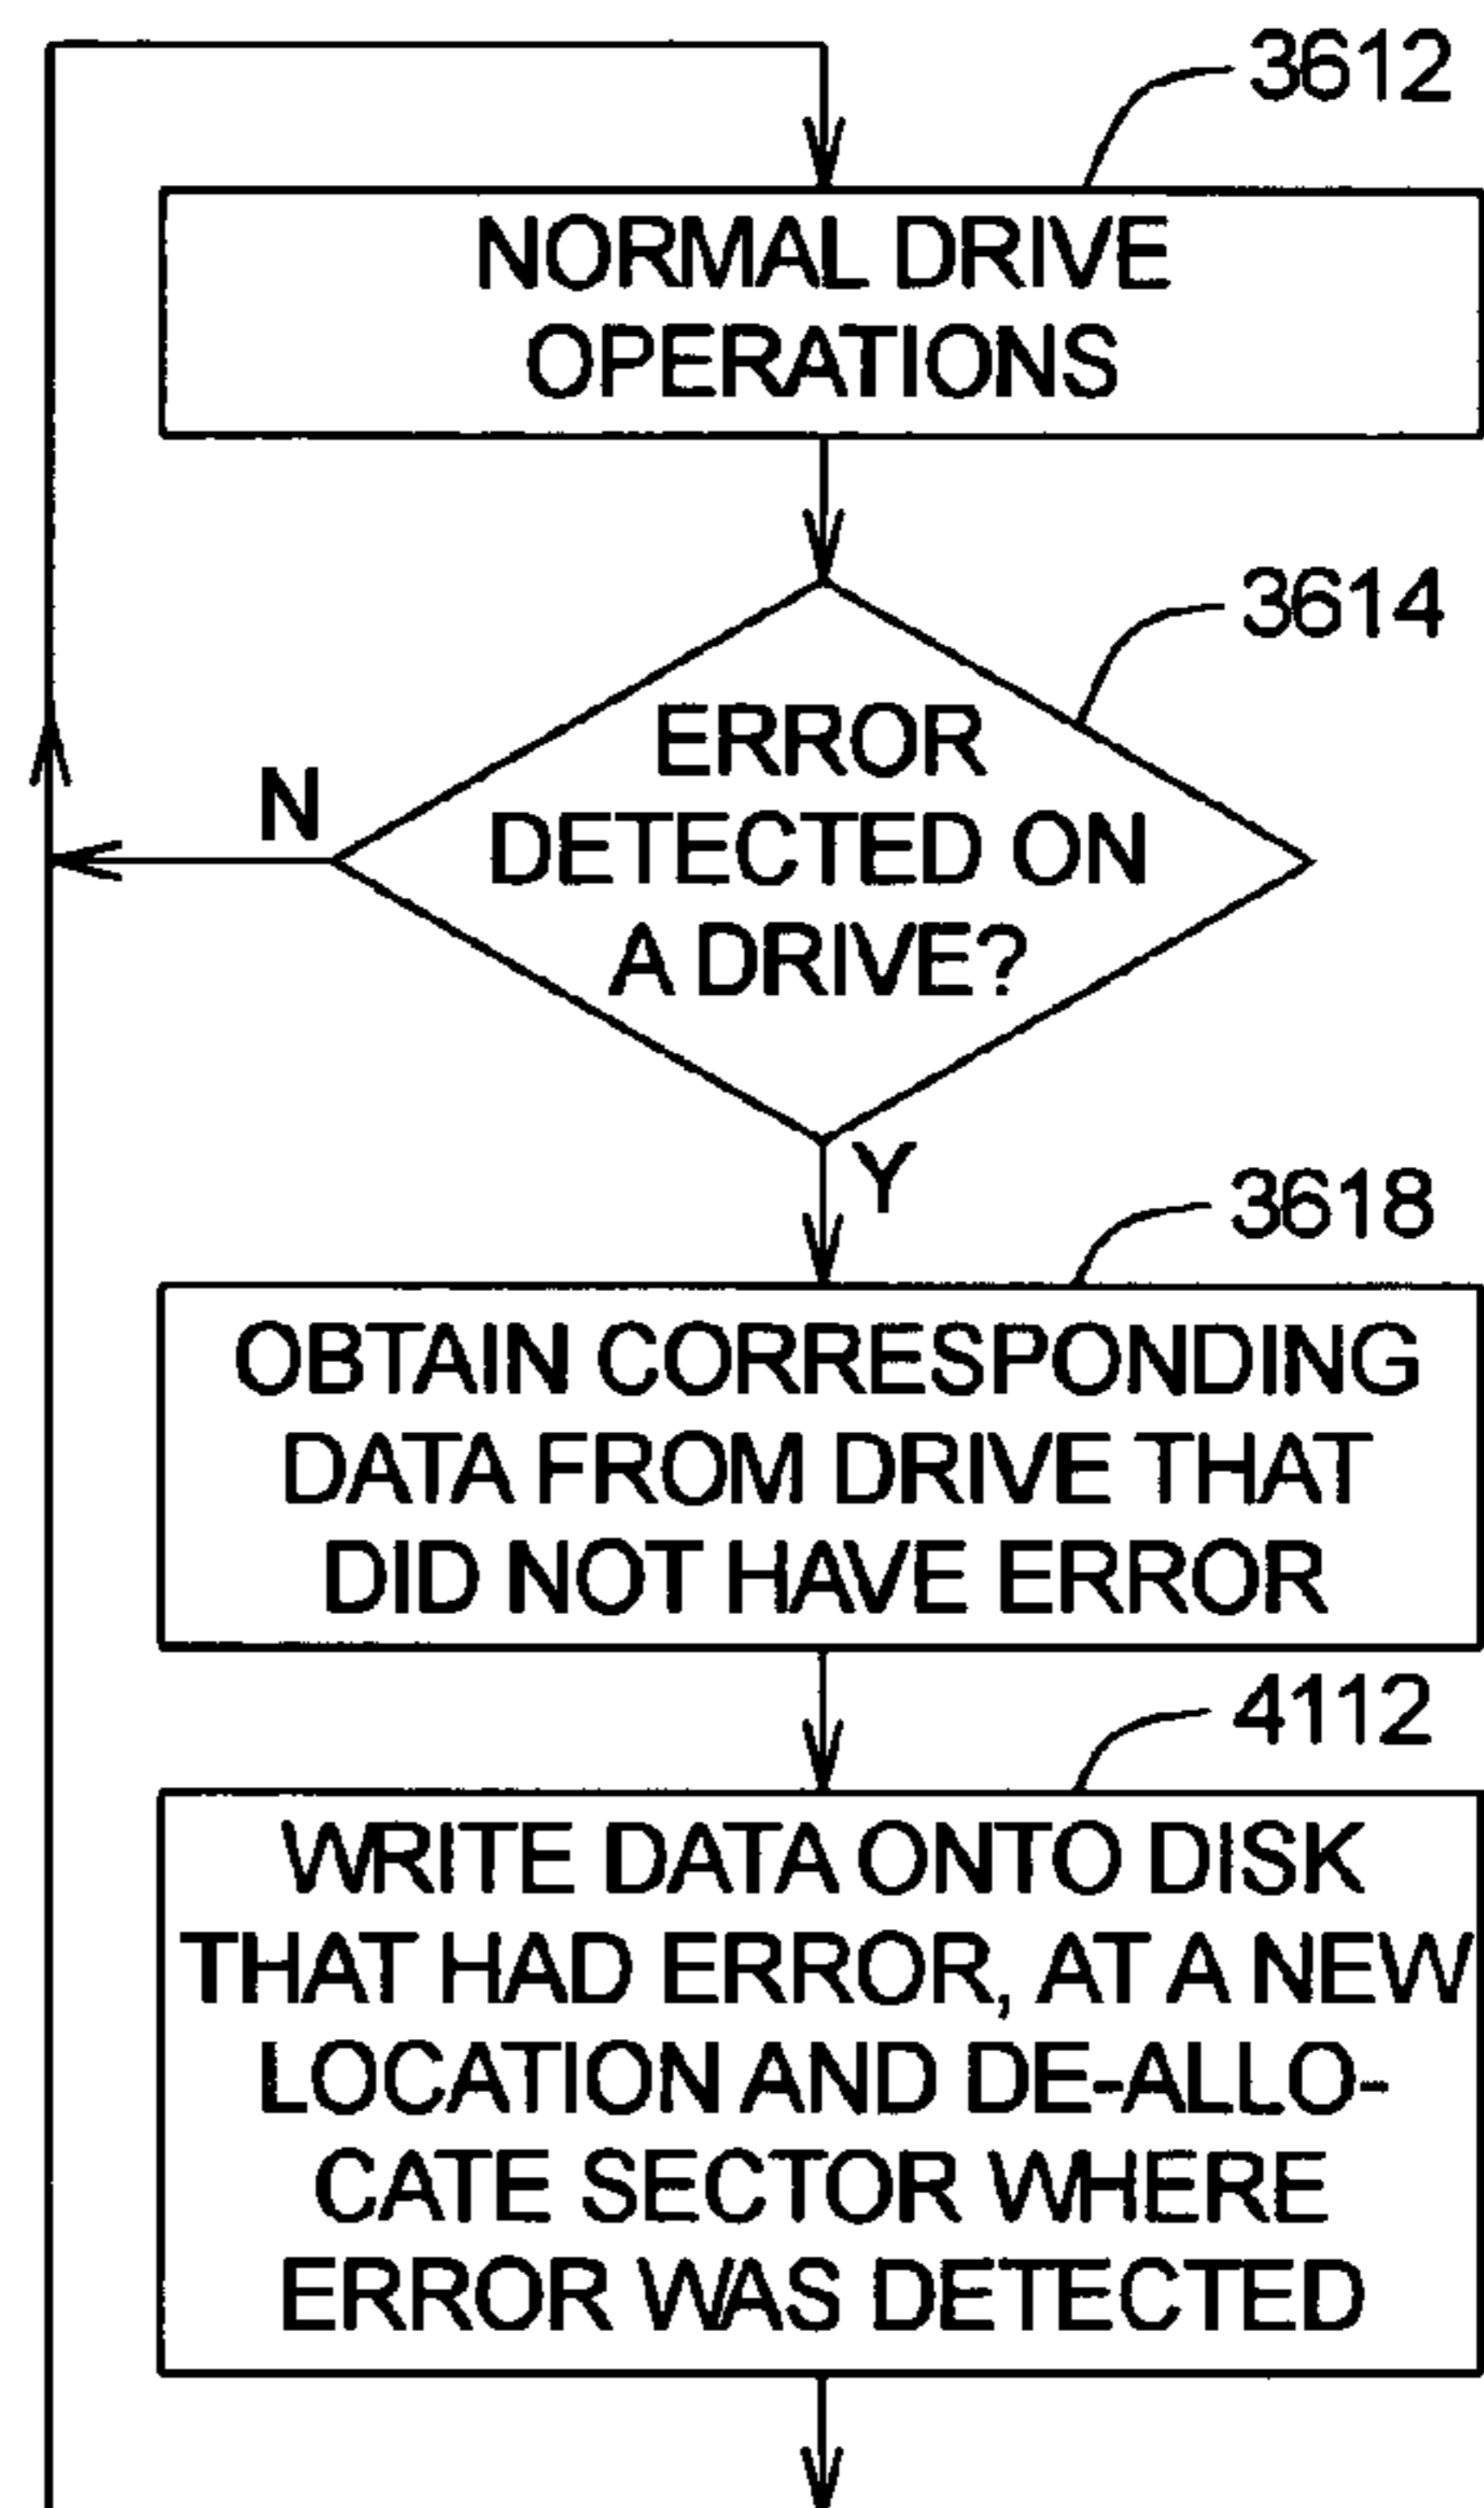 3612
NORMAL DRIVE
OPERATIONS
3614
ERROR
DETECTED ON
A DRIVE?
N
Y
3618
OBTAIN CORRESPONDING
DATA FROM DRIVE THAT
DID NOT HAVE ERROR
4112
WRITE DATA ONTO DISK
THAT HAD ERROR, AT A NEW
LOCATION AND DE-ALLO-
CATE SECTOR WHERE
ERROR WAS DETECTED